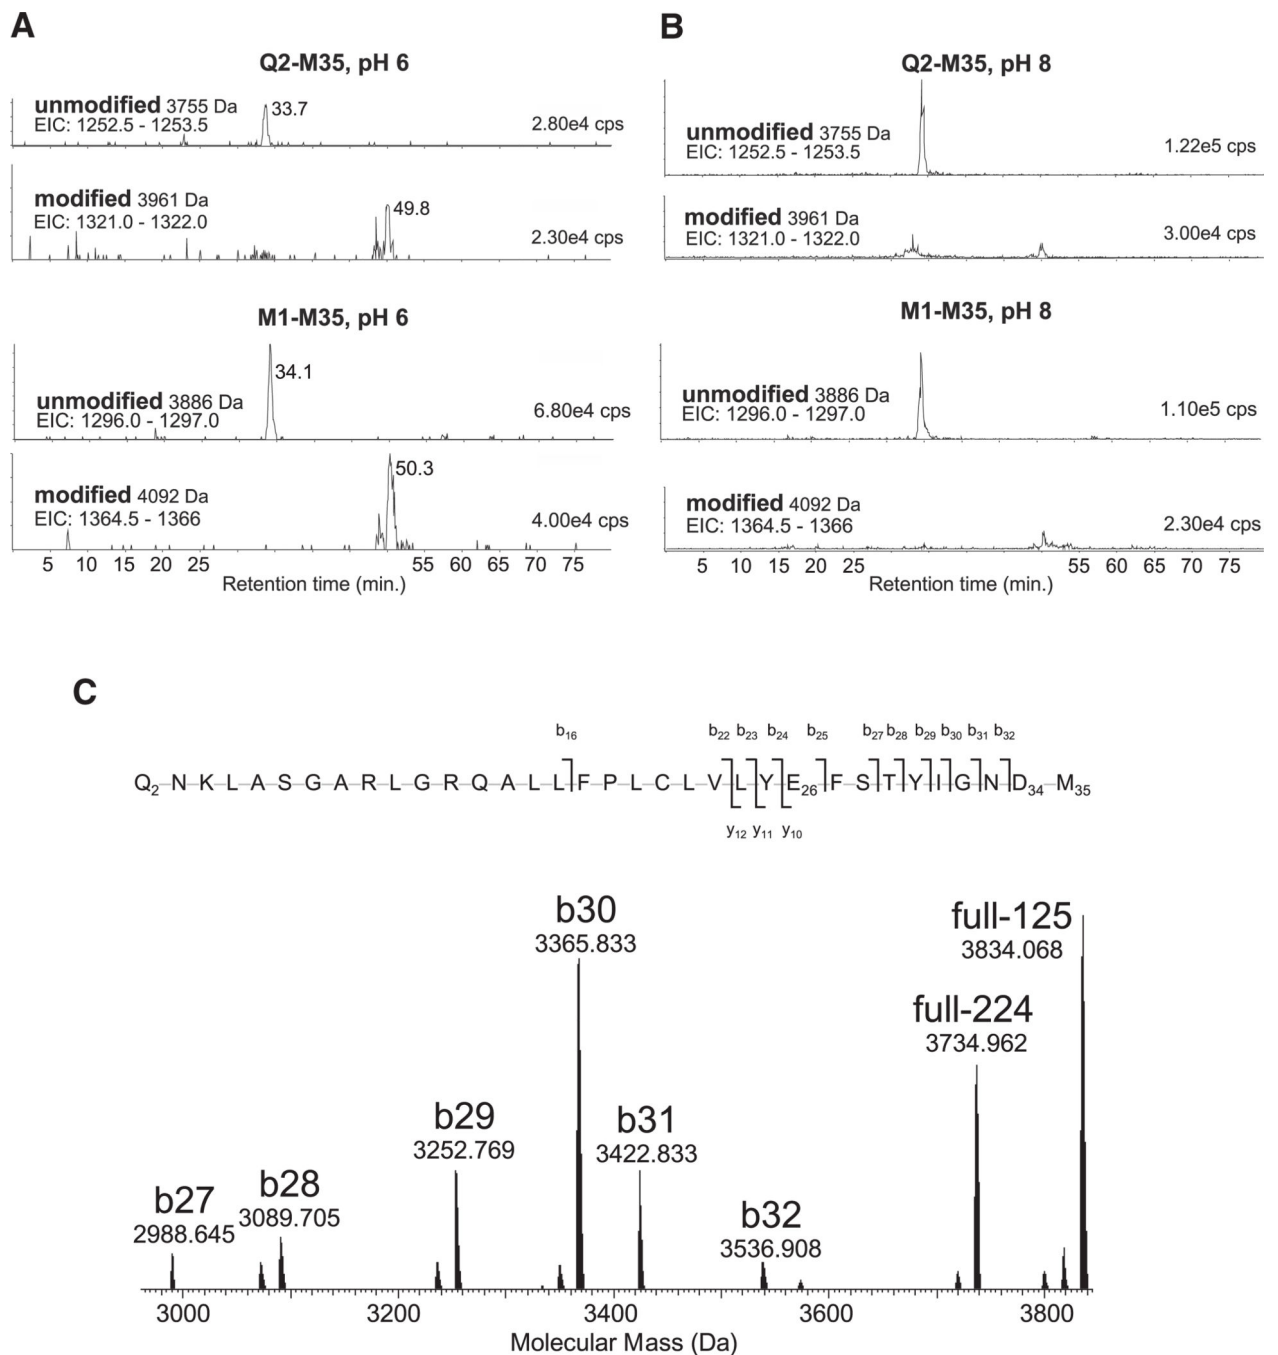 A
Q2-M35, pH 6
unmodified 3755 Da
EIC: 1252.5 - 1253.5
33.7
2.80e4 cps
modified 3961 Da
EIC: 1321.0 - 1322.0
49.8
2.30e4 cps
M1-M35, pH 6
unmodified 3886 Da
EIC: 1296.0 - 1297.0
34.1
6.80e4 cps
modified 4092 Da
EIC: 1364.5 - 1366
50.3
4.00e4 cps
5 10 15 20 25 55 60 65 70 75
Retention time (min.)
B
Q2-M35, pH 8
unmodified 3755 Da
EIC: 1252.5 - 1253.5
1.22e5 cps
modified 3961 Da
EIC: 1321.0 - 1322.0
3.00e4 cps
M1-M35, pH 8
unmodified 3886 Da
EIC: 1296.0 - 1297.0
1.10e5 cps
modified 4092 Da
EIC: 1364.5 - 1366
2.30e4 cps
5 10 15 20 25 55 60 65 70 75
Retention time (min.)
C
b16 b22 b23 b24 b25 b27 b28 b29 b30 b31 b32
Q2 N K L A S G A R L G R Q A L L F P L C L V L Y E26 F S T Y I G N D34 M35
y12 y11 y10
b27
2988.645
b28
3089.705
b29
3252.769
b30
3365.833
b31
3422.833
b32
3536.908
full-224
3734.962
full-125
3834.068
3000 3200 3400 3600 3800
Molecular Mass (Da)